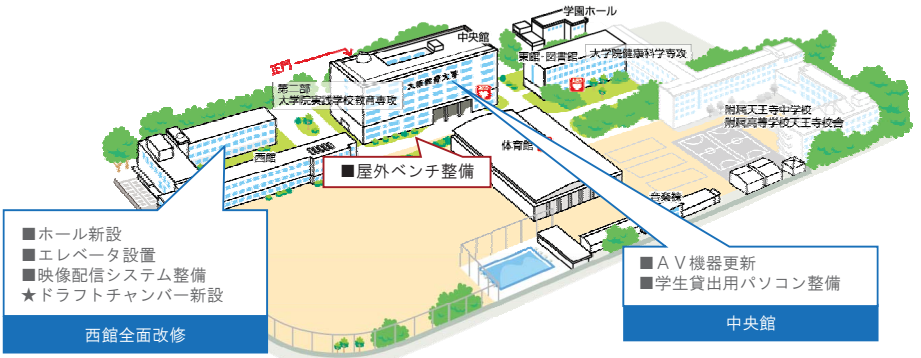 学園ホール
中央館
東館・図書館
大学院健康科学専攻
正門
大阪教育大学
第二部
大学院実践学校教育専攻
附属天王寺中学校
附属高等学校天王寺校舎
体育館
西館
■屋外ベンチ整備
音楽棟
■ホール新設
■エレベータ設置
■映像配信システム整備
★ドラフトチャンバー新設
西館全面改修
■ＡＶ機器更新
■学生貸出用パソコン整備
中央館